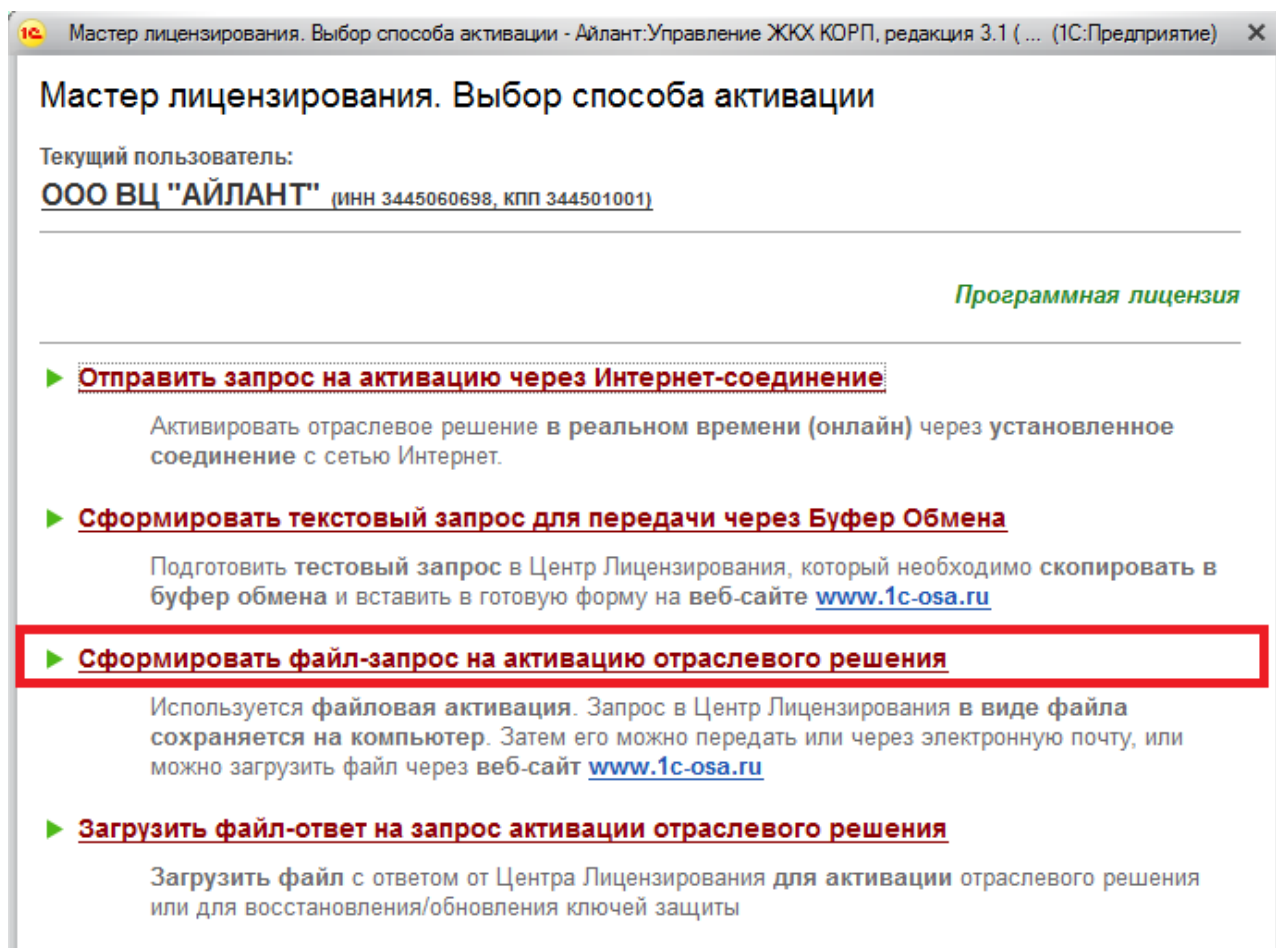 1С Мастер лицензирования. Выбор способа активации - Айлант:Управление ЖКХ КОРП, редакция 3.1 ( ... (1С:Предприятие) ×
Мастер лицензирования. Выбор способа активации
Текущий пользователь:
ООО ВЦ "АЙЛАНТ" (ИНН 3445060698, КПП 344501001)
Программная лицензия
Отправить запрос на активацию через Интернет-соединение
Активировать отраслевое решение в реальном времени (онлайн) через установленное
соединение с сетью Интернет.
Сформировать текстовый запрос для передачи через Буфер Обмена
Подготовить тестовый запрос в Центр Лицензирования, который необходимо скопировать в
буфер обмена и вставить в готовую форму на веб-сайте www.1c-osa.ru
Сформировать файл-запрос на активацию отраслевого решения
Используется файловая активация. Запрос в Центр Лицензирования в виде файла
сохраняется на компьютер. Затем его можно передать или через электронную почту, или
можно загрузить файл через веб-сайт www.1c-osa.ru
Загрузить файл-ответ на запрос активации отраслевого решения
Загрузить файл с ответом от Центра Лицензирования для активации отраслевого решения
или для восстановления/обновления ключей защиты